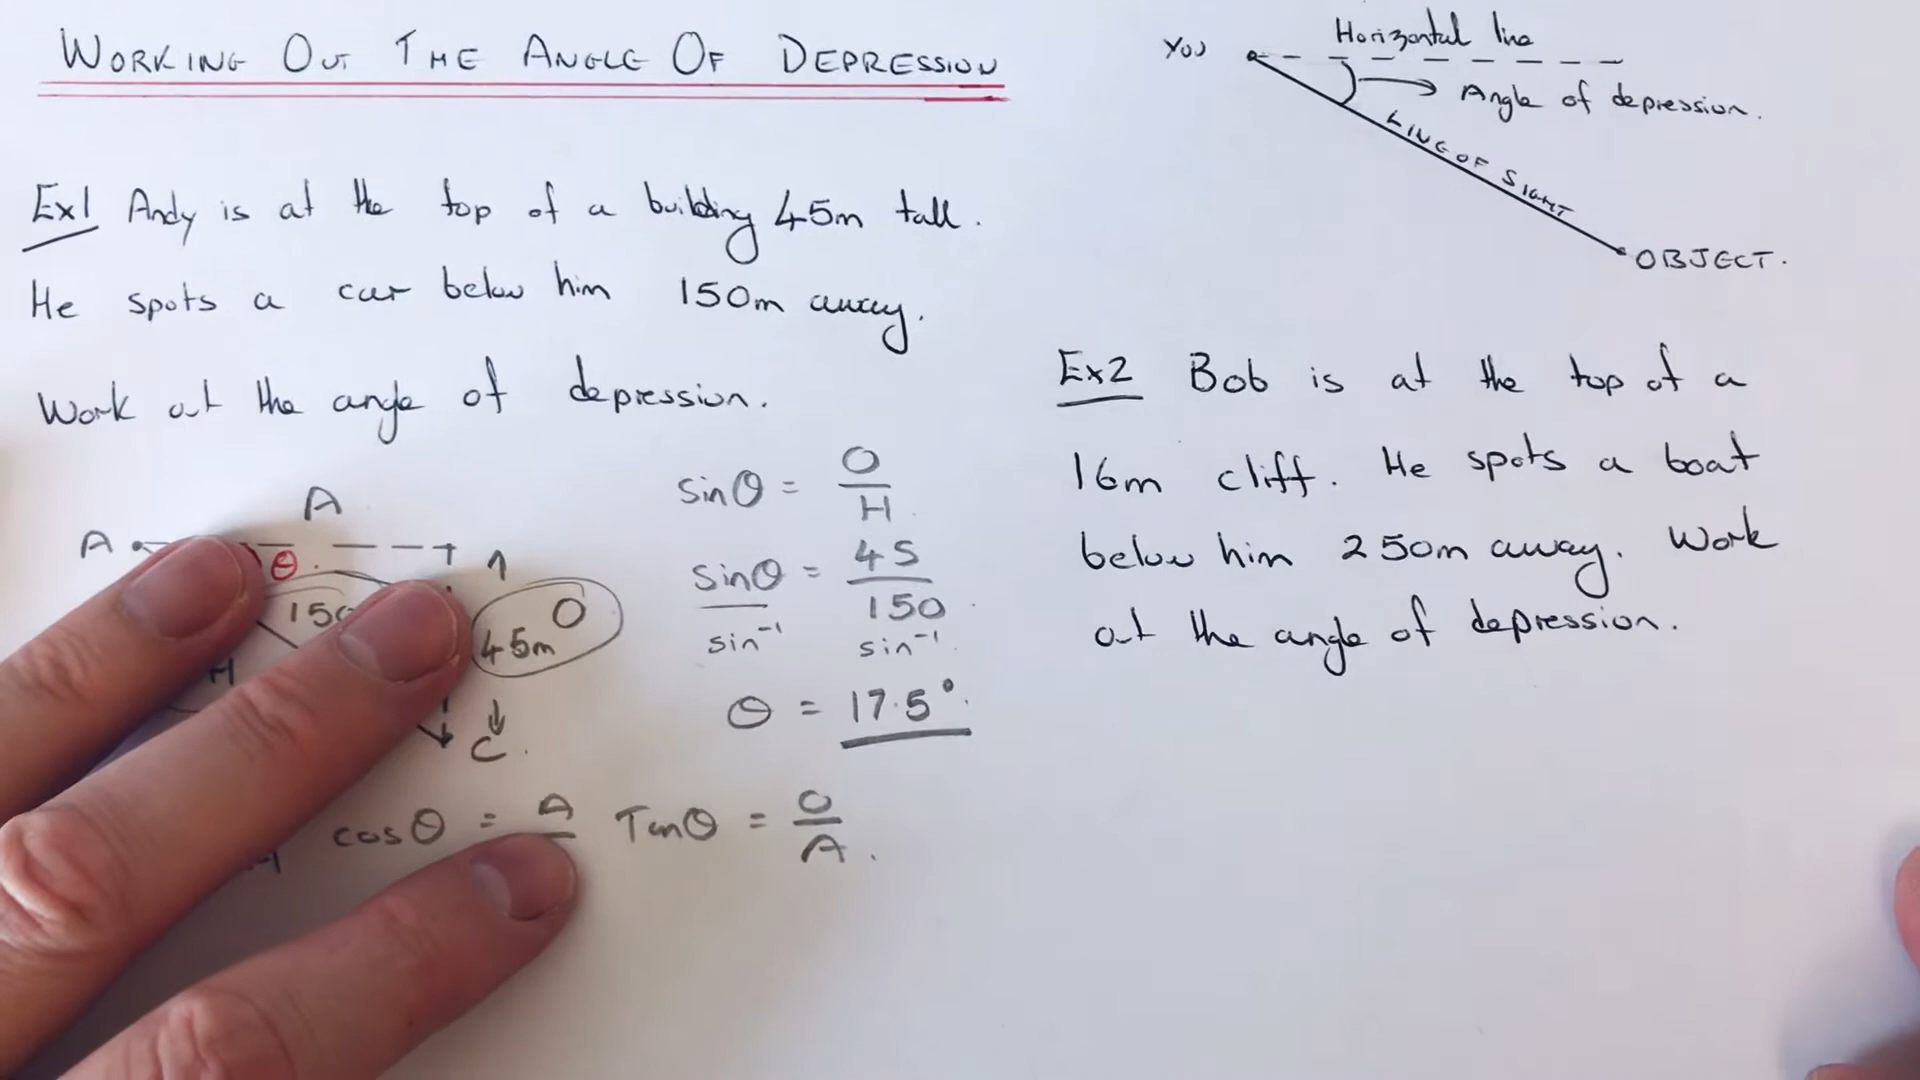 WORKING OUT THE ANGLE OF DEPRESSION
Ex1 Andy is at the top of a building 45m tall.
He spots a car below him 150m away.
Work out the angle of depression.
A
A
θ
150
45m
O
H
C
sinθ = O/H
sinθ = 45/150
sin⁻¹ sin⁻¹
θ = 17.5°
cosθ = A
Tanθ = O/A
YOU
Horizontal line
Angle of depression.
LINE OF SIGHT
OBJECT.
Ex2 Bob is at the top of a
16m cliff. He spots a boat
below him 250m away. Work
out the angle of depression.